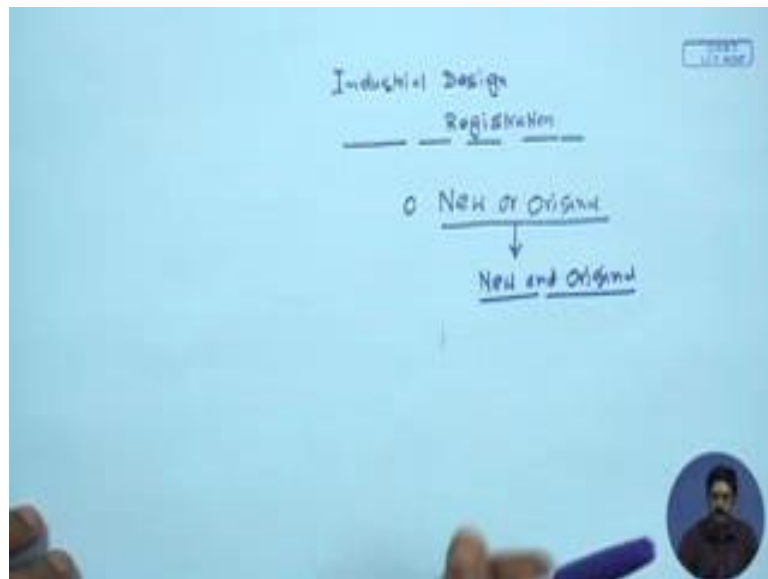 Industrial Design
Registration
o New or Original
New and Original